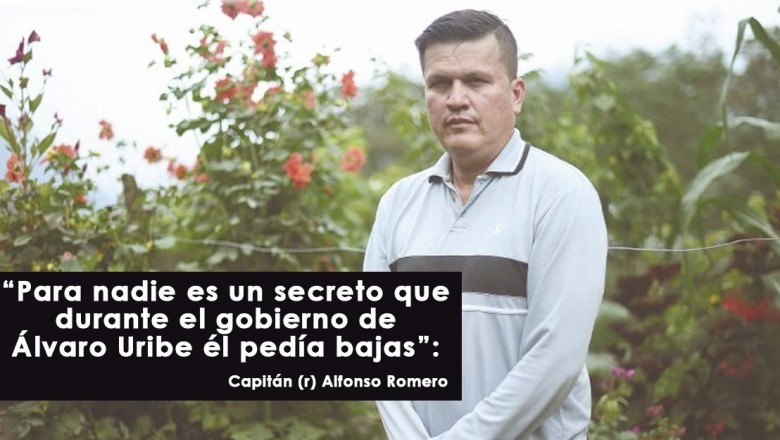 “Para nadie es un secreto que
durante el gobierno de
Álvaro Uribe él pedía bajas”:
Capitán (r) Alfonso Romero